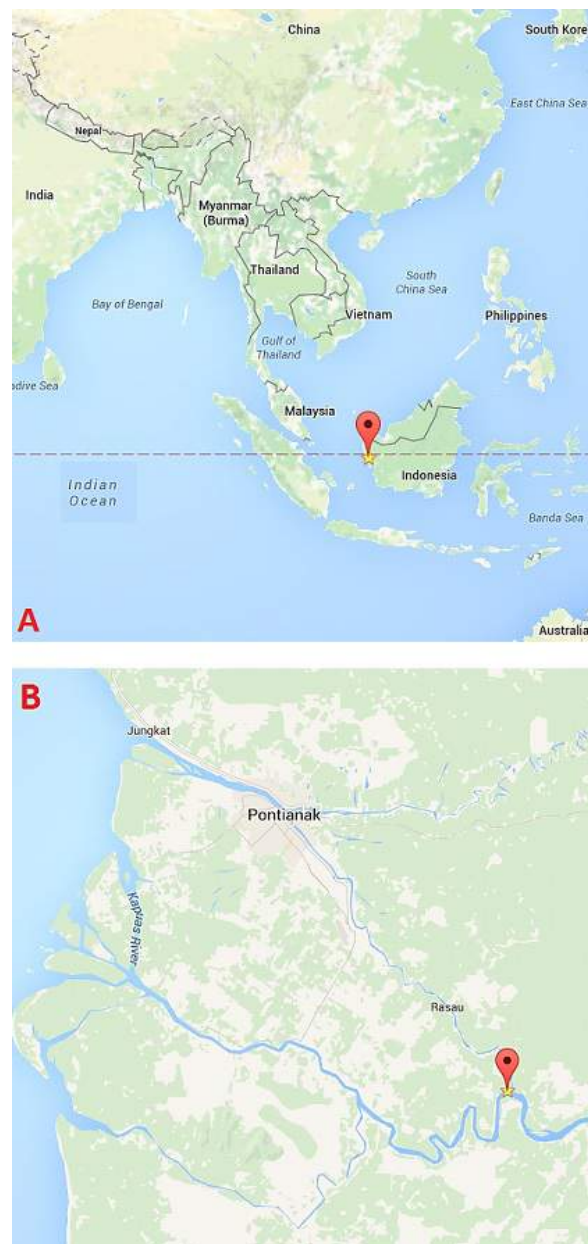 China
South Kore
East China Sea
Nepal
India
Myanmar
(Burma)
Thailand
South
China Sea
Bay of Bengal
Vietnam
Philippines
Gulf of
Thailand
odive Sea
Malaysia
Indonesia
Indian
Ocean
Banda Sea
A
Australia
B
Jungkat
Pontianak
Kapuas River
Rasau